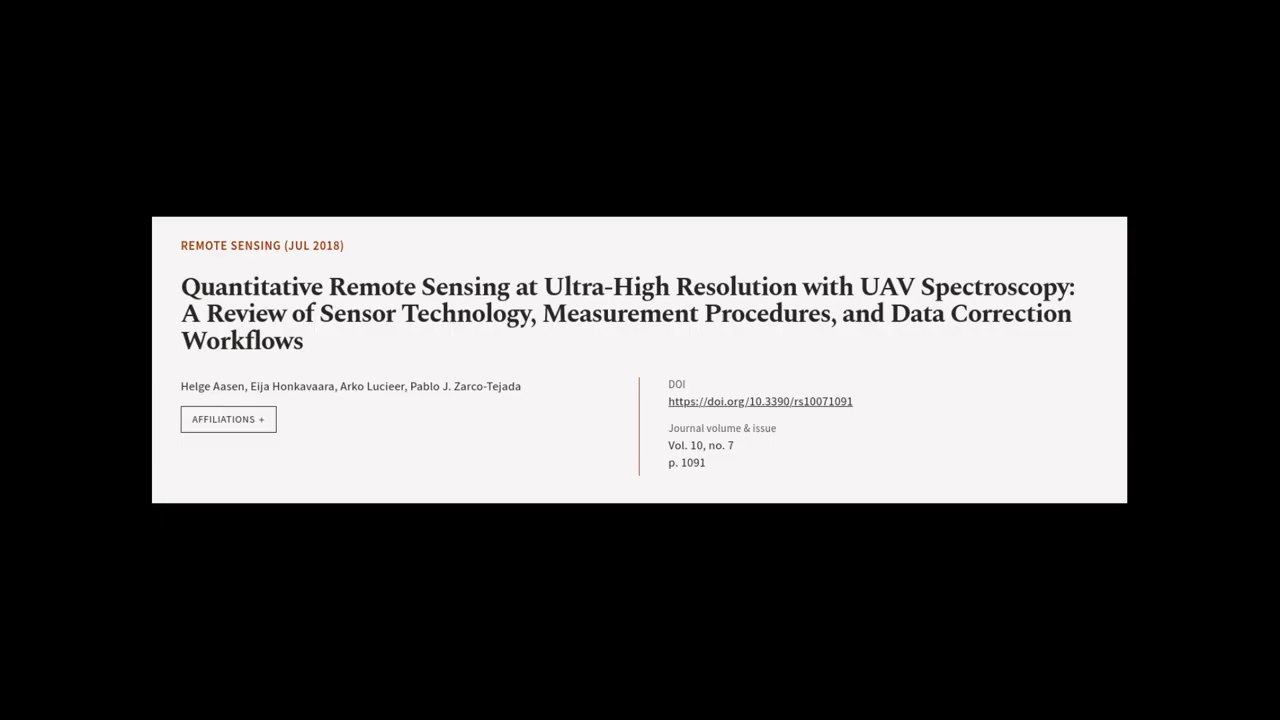 REMOTE SENSING (JUL 2018)
Quantitative Remote Sensing at Ultra-High Resolution with UAV Spectroscopy:
A Review of Sensor Technology, Measurement Procedures, and Data Correction
Workflows
Helge Aasen, Eija Honkavaara, Arko Lucieer, Pablo J. Zarco-Tejada
AFFILIATIONS +
DOI
https://doi.org/10.3390/rs10071091
Journal volume & issue
Vol. 10, no. 7
p. 1091